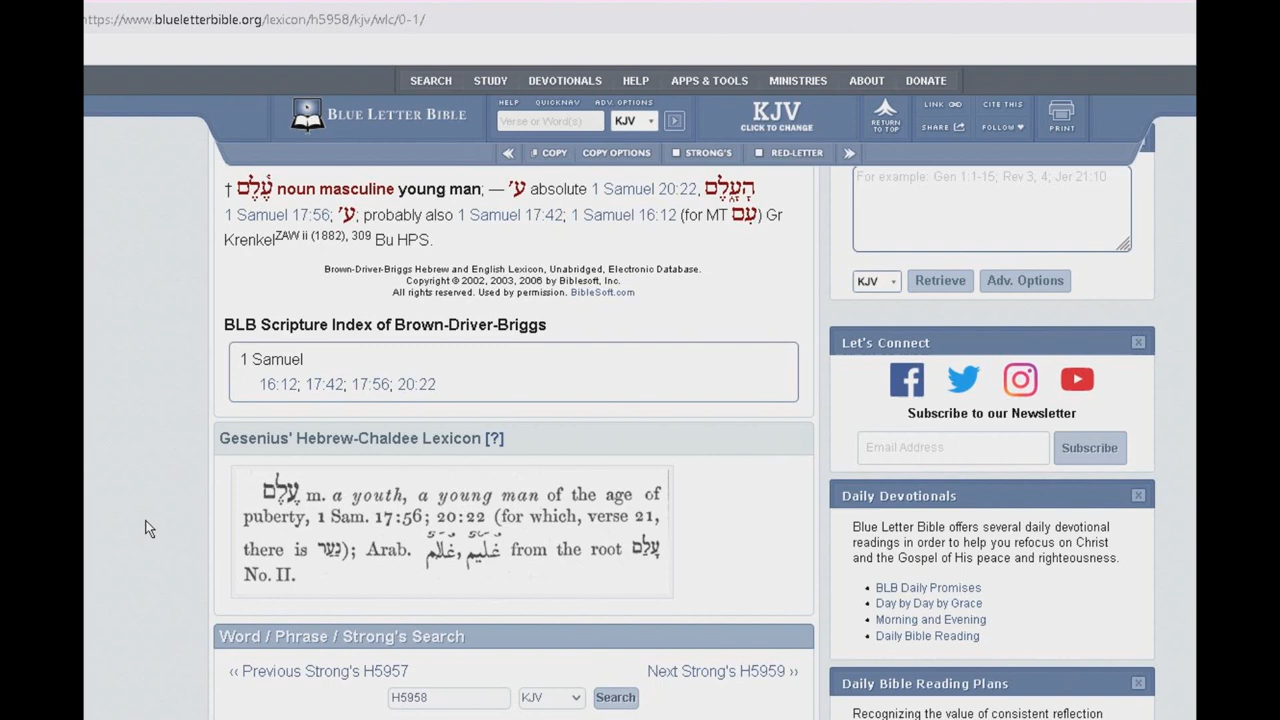 https://www.blueletterbible.org/lexicon/h5958/kjv/wlc/0-1/
SEARCH STUDY DEVOTIONALS HELP APPS & TOOLS MINISTRIES ABOUT DONATE
BLUE LETTER BIBLE
HELP QUICKNAV ADV. OPTIONS
Verse or Word(s) KJV
KJV
CLICK TO CHANGE
RETURN
TO TOP
LINK CITE THIS
SHARE FOLLOW
PRINT
COPY COPY OPTIONS STRONG'S RED-LETTER
† עֶ֫לֶם noun masculine young man; — ע׳ absolute 1 Samuel 20:22, הָעֶ֫לֶם
1 Samuel 17:56; ע׳; probably also 1 Samuel 17:42; 1 Samuel 16:12 (for MT עִם) Gr
Krenkel ZAW ii (1882), 309 Bu HPS.
Brown-Driver-Briggs Hebrew and English Lexicon, Unabridged, Electronic Database.
Copyright © 2002, 2003, 2006 by Biblesoft, Inc.
All rights reserved. Used by permission. BibleSoft.com
BLB Scripture Index of Brown-Driver-Briggs
1 Samuel
16:12; 17:42; 17:56; 20:22
Gesenius' Hebrew-Chaldee Lexicon [?]
עֶלֶם m. a youth, a young man of the age of
puberty, 1 Sam. 17:56; 20:22 (for which, verse 21,
there is נַעַר); Arab. غلام, غليم from the root עָלַם
No. II.
Word / Phrase / Strong's Search
‹‹ Previous Strong's H5957 Next Strong's H5959 ››
H5958 KJV Search
For example: Gen 1:1-15; Rev 3, 4; Jer 21:10
KJV Retrieve Adv. Options
Let's Connect
Subscribe to our Newsletter
Email Address Subscribe
Daily Devotionals
Blue Letter Bible offers several daily devotional
readings in order to help you refocus on Christ
and the Gospel of His peace and righteousness.
• BLB Daily Promises
• Day by Day by Grace
• Morning and Evening
• Daily Bible Reading
Daily Bible Reading Plans
Recognizing the value of consistent reflection